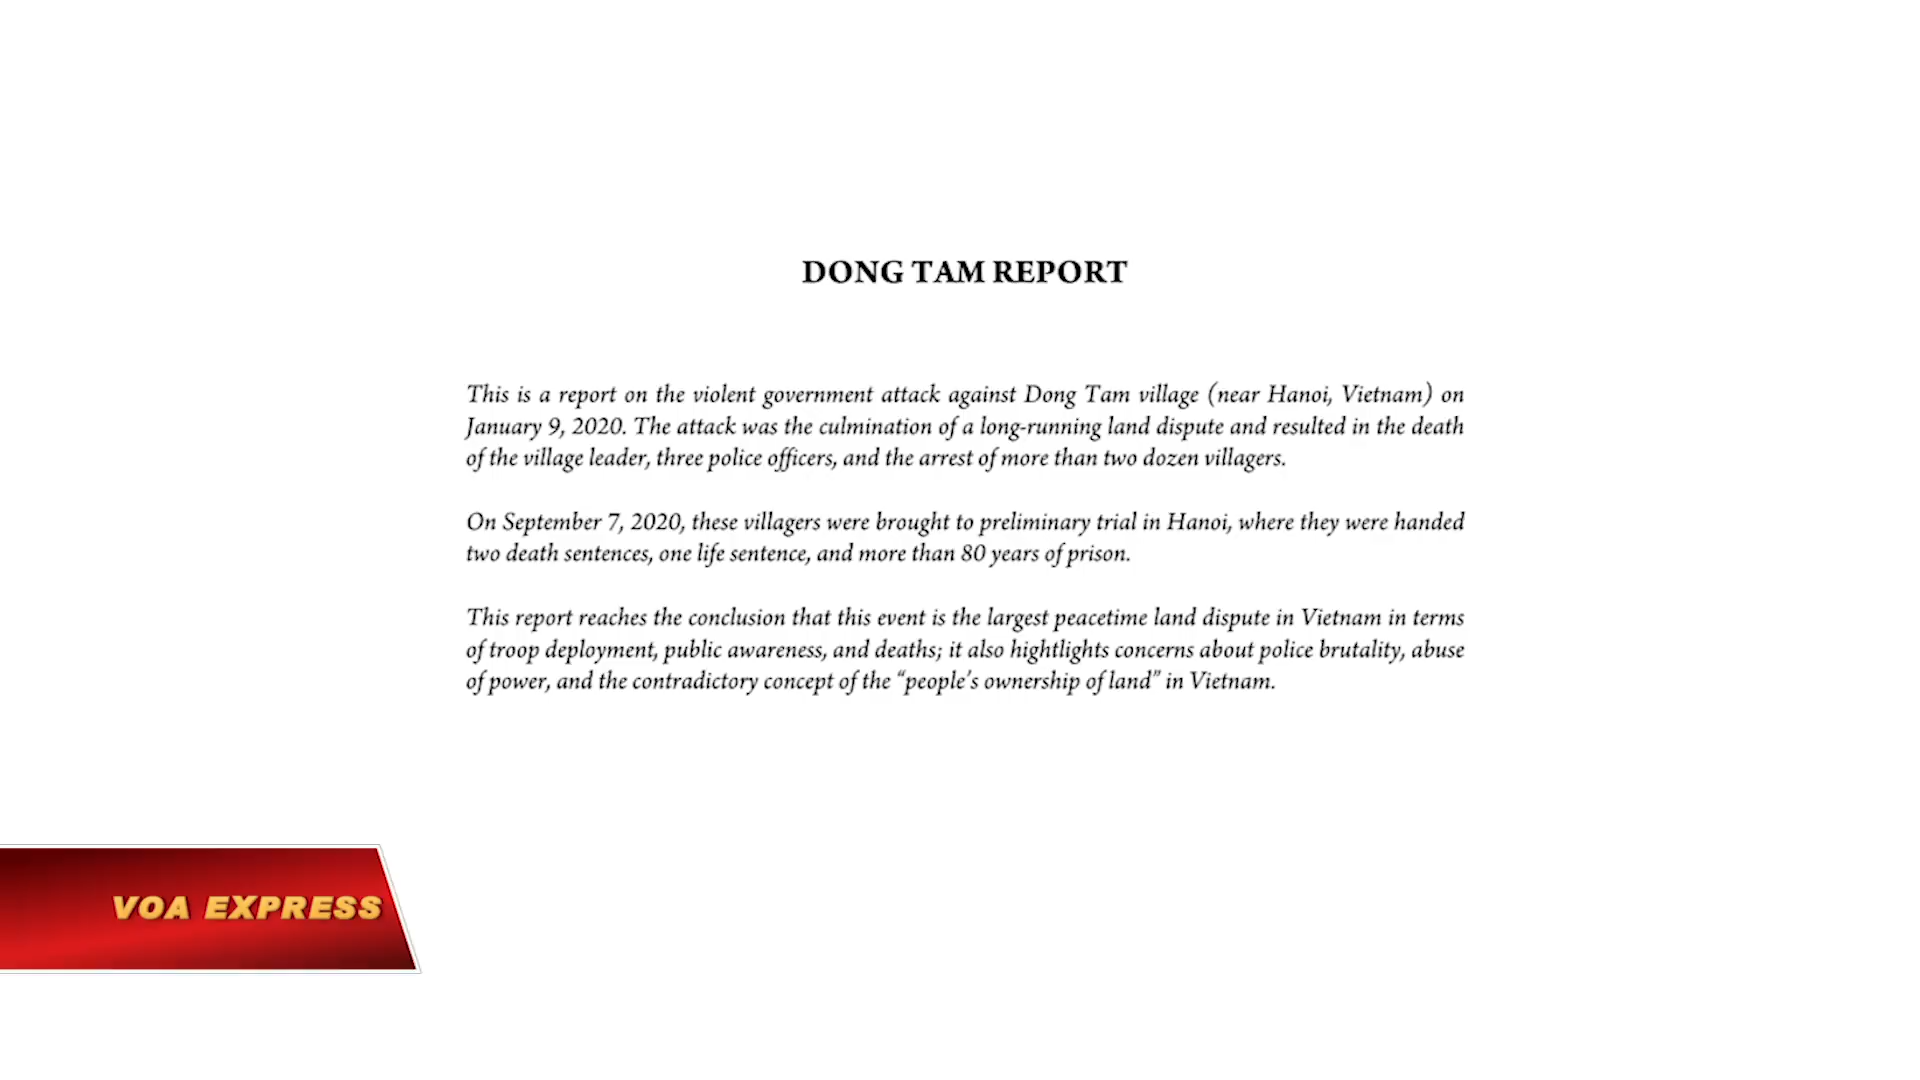 DONG TAM REPORT
This is a report on the violent government attack against Dong Tam village (near Hanoi, Vietnam) on
January 9, 2020. The attack was the culmination of a long-running land dispute and resulted in the death
of the village leader, three police officers, and the arrest of more than two dozen villagers.
On September 7, 2020, these villagers were brought to preliminary trial in Hanoi, where they were handed
two death sentences, one life sentence, and more than 80 years of prison.
This report reaches the conclusion that this event is the largest peacetime land dispute in Vietnam in terms
of troop deployment, public awareness, and deaths; it also hightlights concerns about police brutality, abuse
of power, and the contradictory concept of the “people’s ownership of land” in Vietnam.
VOA EXPRESS